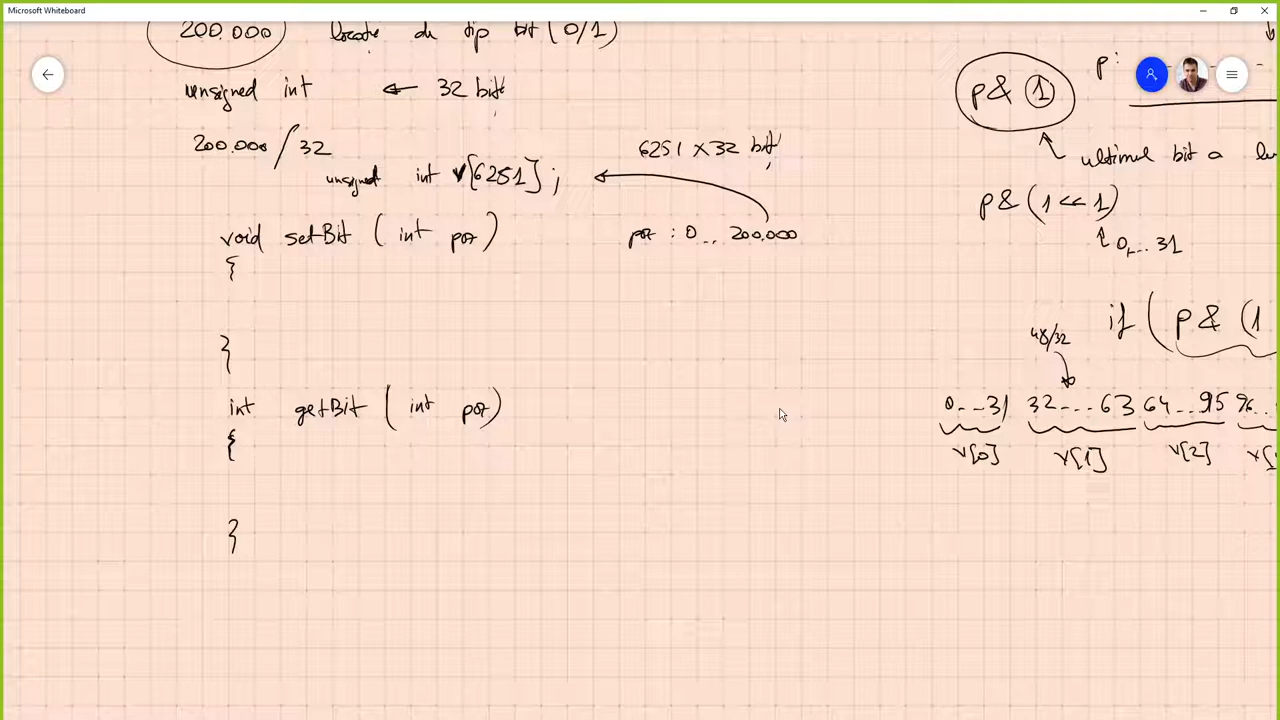 Microsoft Whiteboard
200.000 locatii de tip bit (0/1)
unsigned int ← 32 biti
200.000 / 32
unsigned int v[6251];
6251 x 32 biti
void setBit (int poz)
poz : 0 ... 200.000
{
}
int getBit (int poz)
{
}
p:
p& 1
ultimul bit a
p& (1 << 1)
0, ... 31
if ( p& (1
48/32
0...31 32...63 64...95 96...
v[0] v[1] v[2]